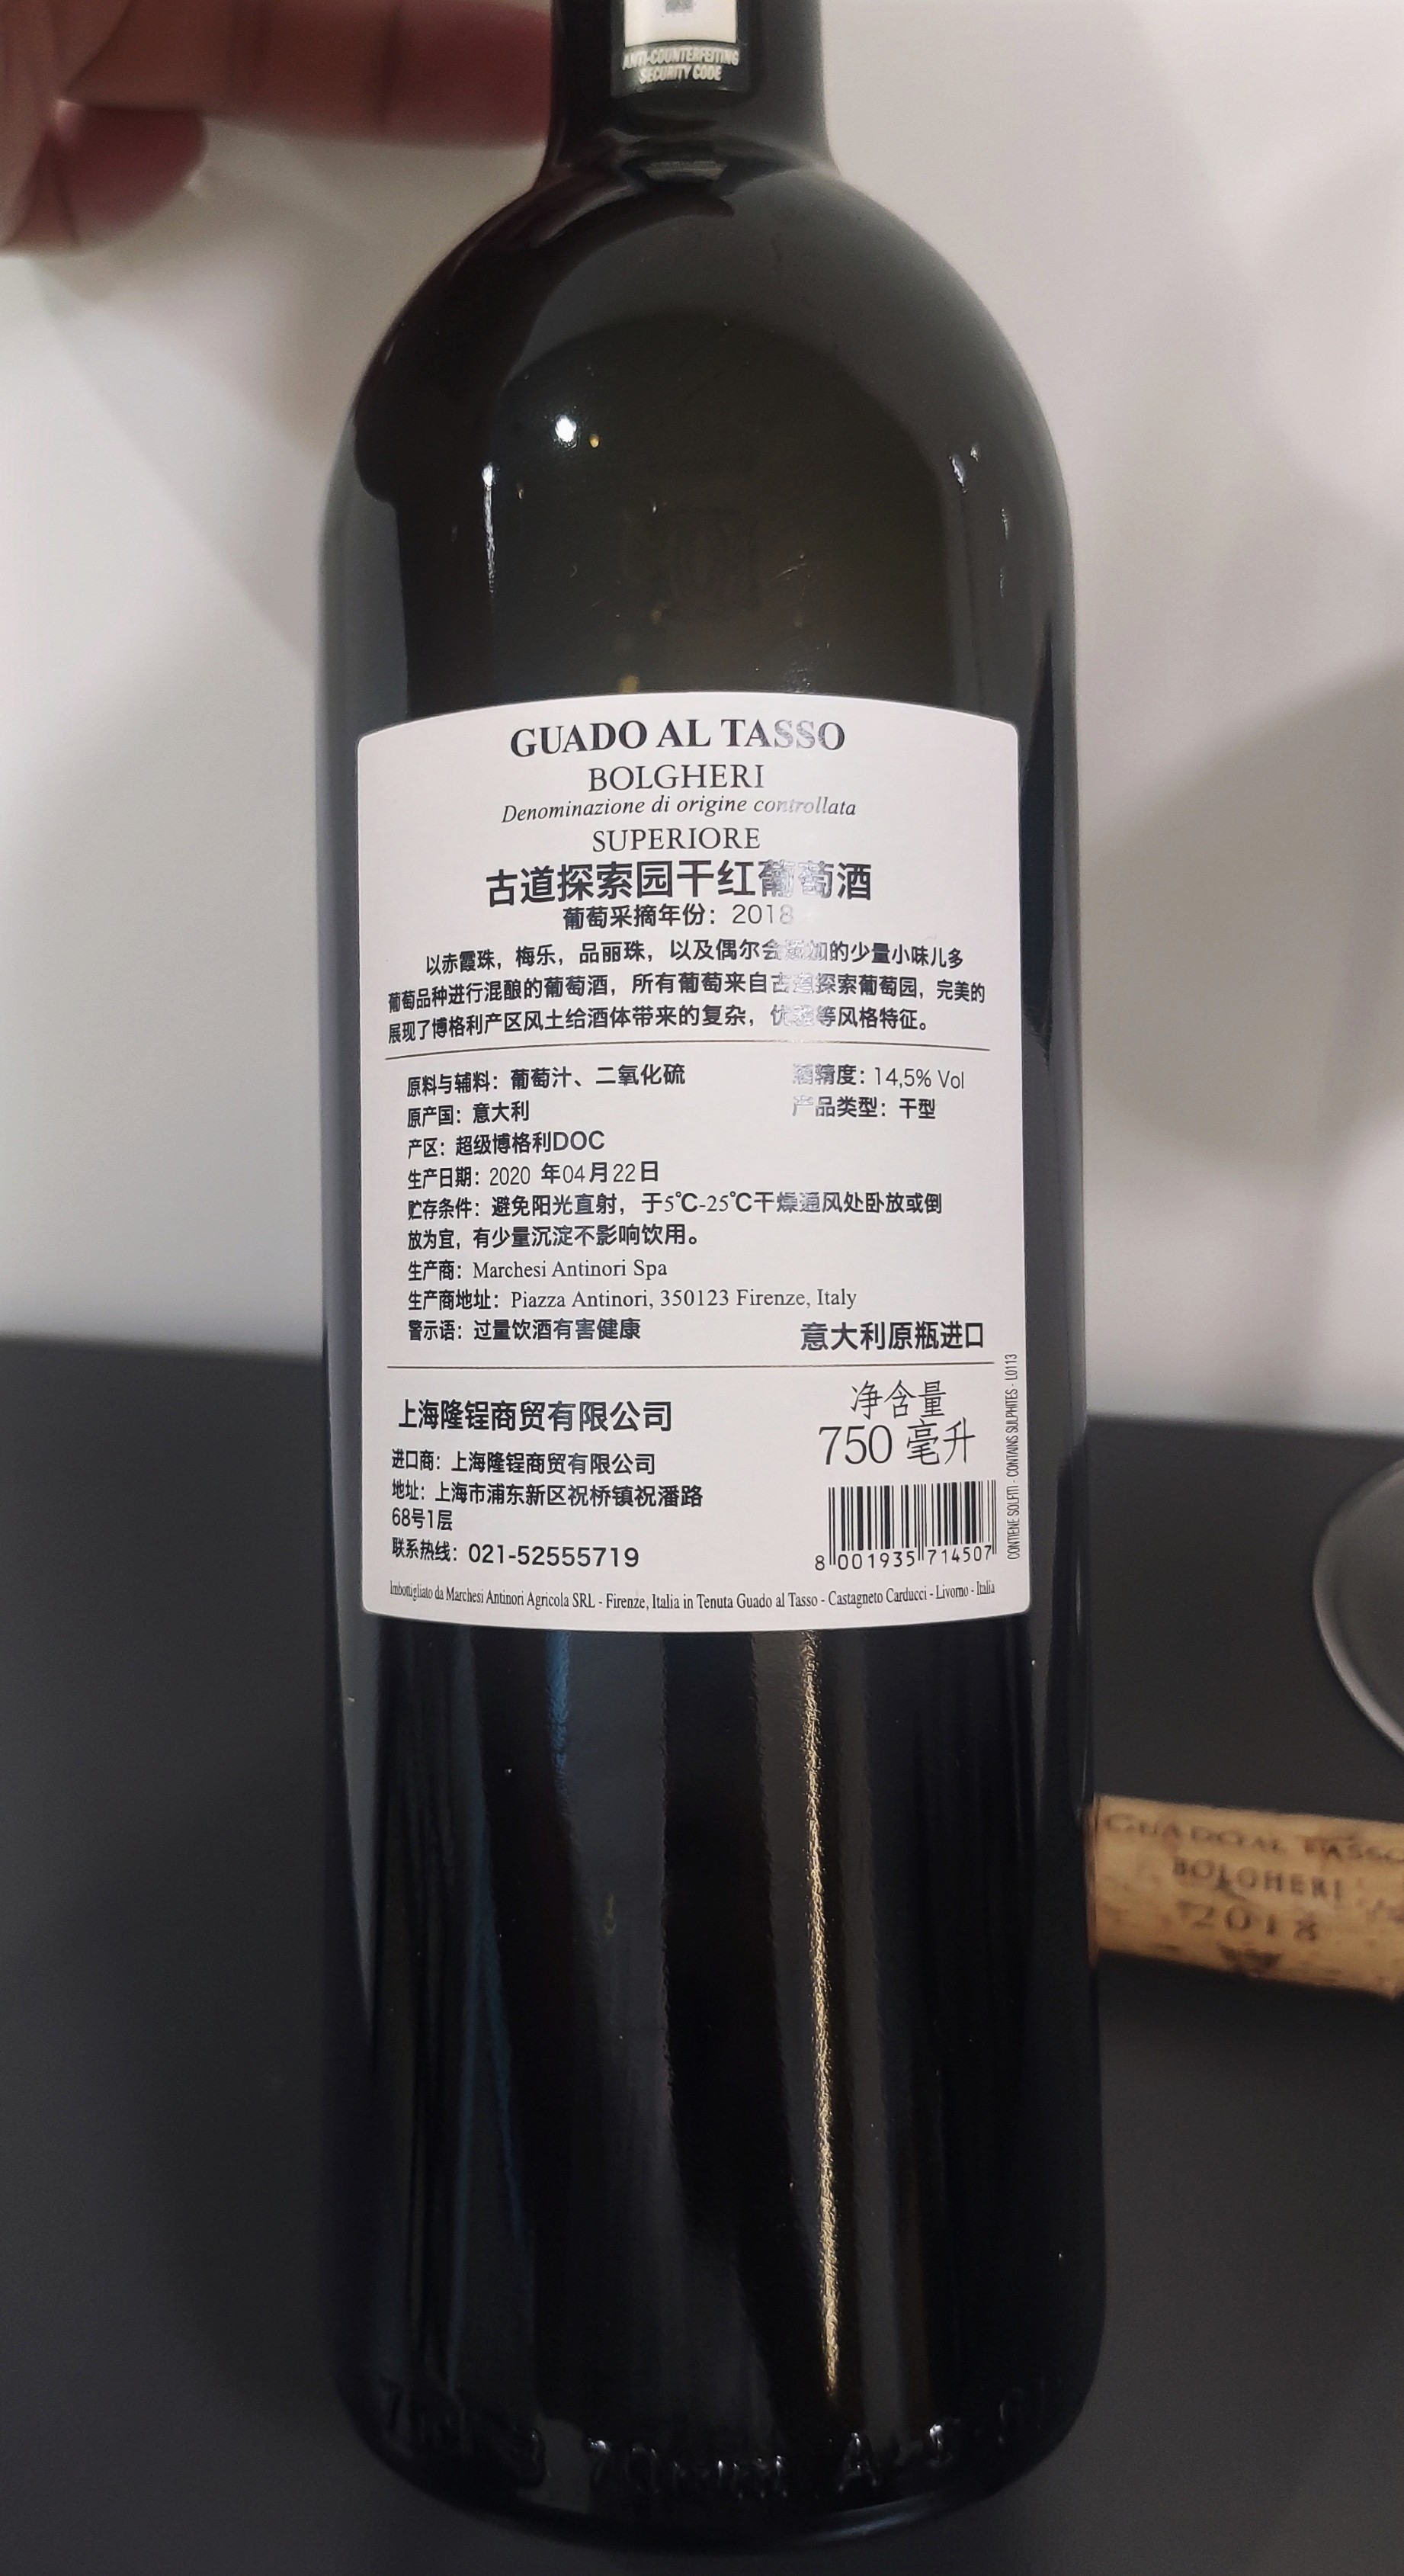 ANTI-COUNTERFEITING
SECURITY CODE
GUADO AL TASSO
BOLGHERI
Denominazione di origine controllata
SUPERIORE
古道探索园干红葡萄酒
葡萄采摘年份：2018
以赤霞珠，梅乐，品丽珠，以及偶尔会添加的少量小味儿多
葡萄品种进行混酿的葡萄酒，所有葡萄来自古道探索葡萄园，完美的
展现了博格利产区风土给酒体带来的复杂，优雅等风格特征。
原料与辅料：葡萄汁、二氧化硫
酒精度：14,5% Vol
原产国：意大利
产品类型：干型
产区：超级博格利DOC
生产日期：2020 年04月22日
贮存条件：避免阳光直射，于5℃-25℃干燥通风处卧放或倒
放为宜，有少量沉淀不影响饮用。
生产商：Marchesi Antinori Spa
生产商地址：Piazza Antinori, 350123 Firenze, Italy
警示语：过量饮酒有害健康
意大利原瓶进口
上海隆锃商贸有限公司
进口商：上海隆锃商贸有限公司
地址：上海市浦东新区祝桥镇祝潘路
68号1层
联系热线：021-52555719
净含量
750 毫升
8 001935 714507
CONTIENE SOLFITI - CONTAINS SULPHITES - L0113
Imbottigliato da Marchesi Antinori Agricola SRL - Firenze, Italia in Tenuta Guado al Tasso - Castagneto Carducci - Livorno - Italia
GUADO AL TASSO
BOLGHERI
2018
70mm A